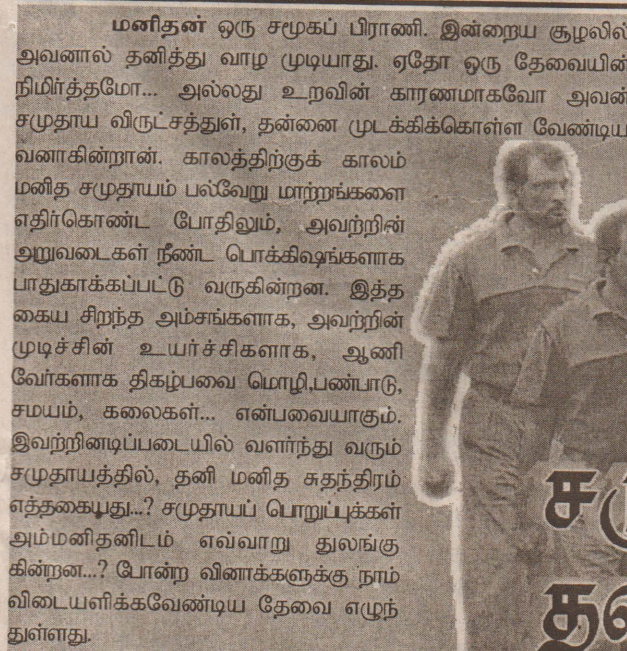 மனிதன் ஒரு சமூகப் பிராணி. இன்றைய சூழலில்
அவனால் தனித்து வாழ முடியாது. ஏதோ ஒரு தேவையின்
நிமிர்த்தமோ... அல்லது உறவின் காரணமாகவோ அவன்
சமுதாய விருட்சத்துள், தன்னை முடக்கிக்கொள்ள வேண்டிய
வனாகின்றான். காலத்திற்குக் காலம்
மனித சமுதாயம் பல்வேறு மாற்றங்களை
எதிர்கொண்ட போதிலும், அவற்றின்
அறுவடைகள் நீண்ட பொக்கிஷங்களாக
பாதுகாக்கப்பட்டு வருகின்றன. இத்த
கைய சிறந்த அம்சங்களாக, அவற்றின்
முடிச்சின் உயர்ச்சிகளாக, ஆணி
வேர்களாக திகழ்பவை மொழி,பண்பாடு,
சமயம், கலைகள்... என்பவையாகும்.
இவற்றினடிப்படையில் வளர்ந்து வரும்
சமுதாயத்தில், தனி மனித சுதந்திரம்
எத்தகையது...? சமுதாயப் பொறுப்புக்கள்
அம்மனிதனிடம் எவ்வாறு துலங்கு
கின்றன...? போன்ற வினாக்களுக்கு நாம்
விடையளிக்கவேண்டிய தேவை எழுந்
துள்ளது.